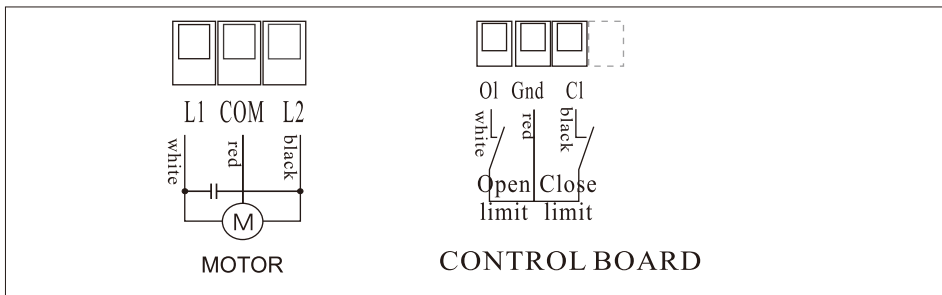 L1 COM L2
white red black
M
MOTOR
Ol Gnd Cl
white red black
Open Close
limit limit
CONTROL BOARD